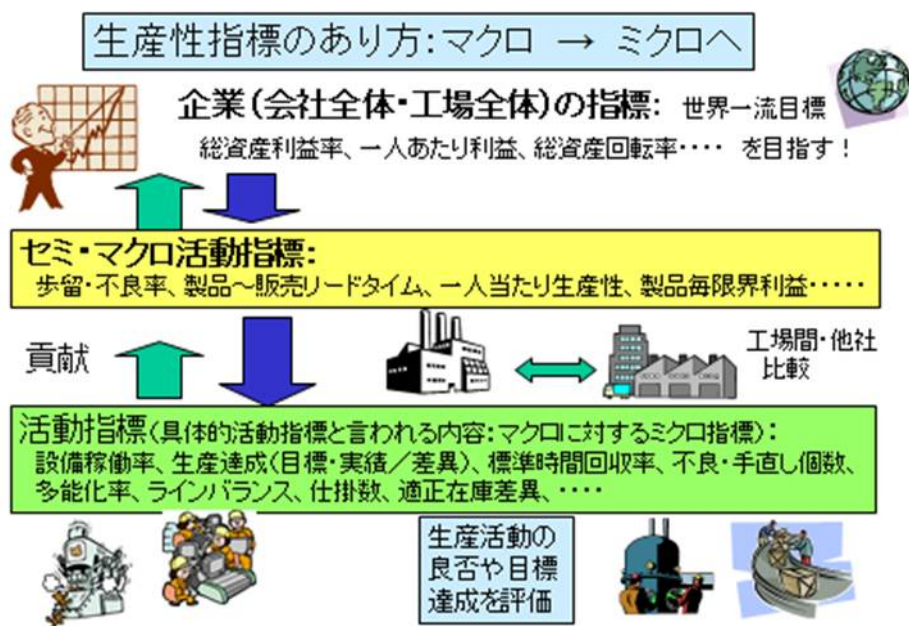 生産性指標のあり方:マクロ → ミクロへ
企業(会社全体・工場全体)の指標: 世界一流目標
総資産利益率、一人あたり利益、総資産回転率・・・・ を目指す!
セミ・マクロ活動指標:
歩留・不良率、製品〜販売リードタイム、一人当たり生産性、製品毎限界利益・・・・・
貢献
工場間・他社
比較
活動指標(具体的活動指標と言われる内容:マクロに対するミクロ指標):
設備稼働率、生産達成(目標・実績/差異)、標準時間回収率、不良・手直し個数、
多能化率、ラインバランス、仕掛数、適正在庫差異、・・・・
生産活動の
良否や目標
達成を評価